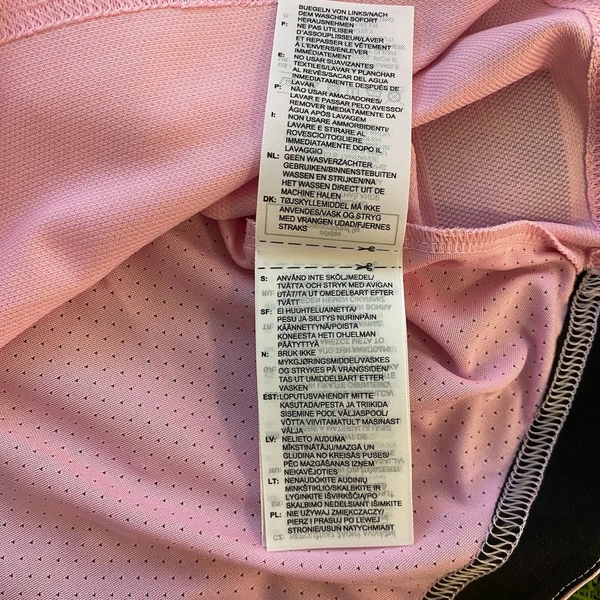 BUEGELN VON LINKS/NACH
DEM WASCHEN SOFORT
HERAUSNEHMEN
F: NE PAS UTILISER
D'ASSOUPLISSEUR/LAVER
ET REPASSER LE VÊTEMENT
À L'ENVERS/ENLEVER
IMMÉDIATEMENT
E: NO USAR SUAVIZANTES
TEXTILES/LAVAR Y PLANCHAR
AL REVÉS/SACAR DEL AGUA
INMEDIATAMENTE DESPUÉS DE
LAVAR
P: NÃO USAR AMACIADORES/
LAVAR E PASSAR PELO AVESSO/
REMOVER IMEDIATAMENTE DA
ÁGUA APÓS LAVAGEM
I: NON USARE AMMORBIDENTI/
LAVARE E STIRARE AL
ROVESCIO/TOGLIERE
IMMEDIATAMENTE DOPO IL
LAVAGGIO
NL: GEEN WASVERZACHTER
GEBRUIKEN/BINNENSTEBUITEN
WASSEN EN STRIJKEN/NA
HET WASSEN DIRECT UIT DE
MACHINE HALEN
DK: TØJSKYLLEMIDDEL MÅ IKKE
ANVENDES/VASK OG STRYG
MED VRANGEN UDAD/FJERNES
STRAKS
S: ANVÄND INTE SKÖLJMEDEL/
TVÄTTA OCH STRYK MED AVIGAN
UTÅT/TA UT OMEDELBART EFTER
TVÄTT
SF: EI HUUHTELUAINETTA/
PESU JA SILITYS NURINPÄIN
KÄÄNNETTYNÄ/POISTA
KONEESTA HETI OHJELMAN
PÄÄTYTTYÄ
N: BRUK IKKE
MYKGJØRINGSMIDDEL/VASKES
OG STRYKES PÅ VRANGSIDEN/
TAS UT UMIDDELBART ETTER
VASKEN
EST: LOPUTUSVAHENDIT MITTE
KASUTADA/PESTA JA TRIIKIDA
SISEMINE POOL VÄLJASPOOL/
VÕTTA VIIVITAMATULT MASINAST
VÄLJA
LV: NELIETO AUDUMA
MĪKSTINĀTĀJU/MAZGĀ UN
GLUDINA NO KREISĀS PUSES/
PĒC MAZGĀŠANAS IZNEM
NEKAVĒJOTIES
LT: NENAUDOKITE AUDINIŲ
MINKŠTIKLIO/SKALBKITE IR
LYGINKITE IŠVIRKŠČIĄ/PO
SKALBIMO NEDELSIANT IŠIMKITE
PL: NIE UŻYWAJ ZMIĘKCZACZY/
PIERZ I PRASUJ PO LEWEJ
STRONIE/USUŃ NATYCHMIAST